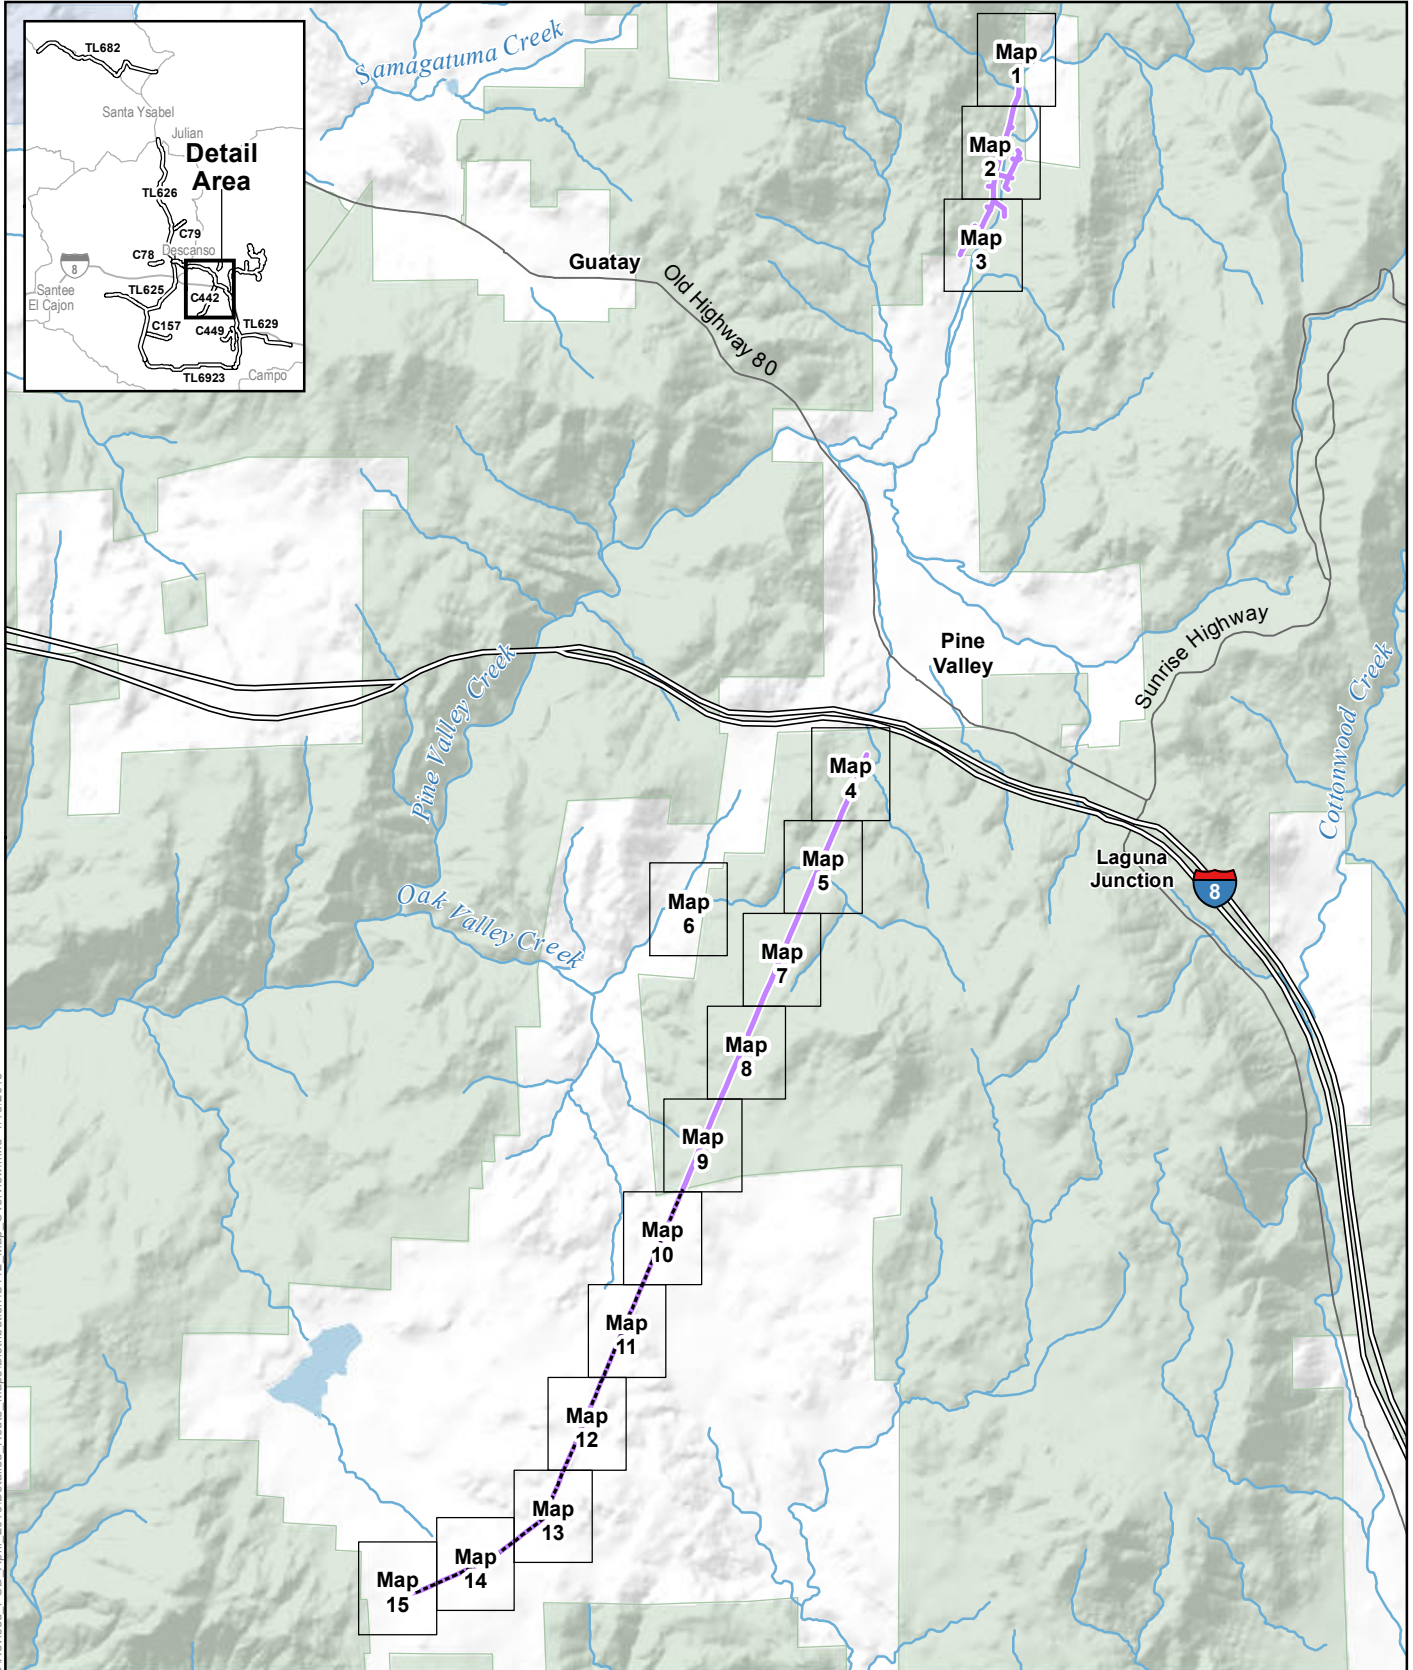 TL682
Santa Ysabel
Julian
Detail
Area
TL626
C79
Descanso
C78
8
Santee
El Cajon
TL625
C442
C157
C449
TL629
TL6923
Campo
Samagatuma Creek
Map
1
Map
2
Map
3
Guatay
Old Highway 80
Pine
Valley
Sunrise Highway
Cottonwood Creek
Pine Valley Creek
Map
4
Map
5
Laguna
Junction
8
Oak Valley Creek
Map
6
Map
7
Map
8
Map
9
Map
10
Map
11
Map
12
Map
13
Map
14
Map
15